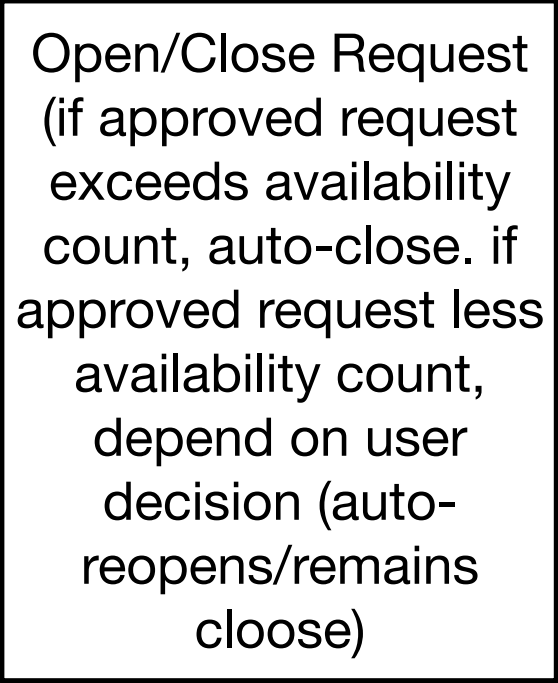 Open/Close Request
(if approved request
exceeds availability
count, auto-close. if
approved request less
availability count,
depend on user
decision (auto-
reopens/remains
cloose)